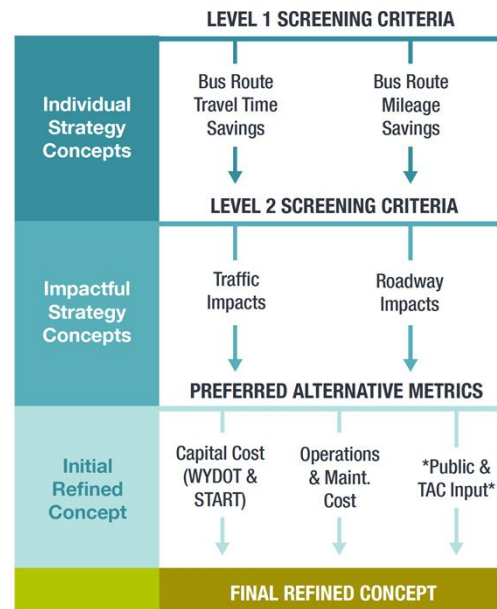 LEVEL 1 SCREENING CRITERIA
Individual
Strategy
Concepts
Bus Route
Travel Time
Savings
Bus Route
Mileage
Savings
LEVEL 2 SCREENING CRITERIA
Impactful
Strategy
Concepts
Traffic
Impacts
Roadway
Impacts
PREFERRED ALTERNATIVE METRICS
Initial
Refined
Concept
Capital Cost
(WYDOT &
START)
Operations
& Maint.
Cost
*Public &
TAC Input*
FINAL REFINED CONCEPT